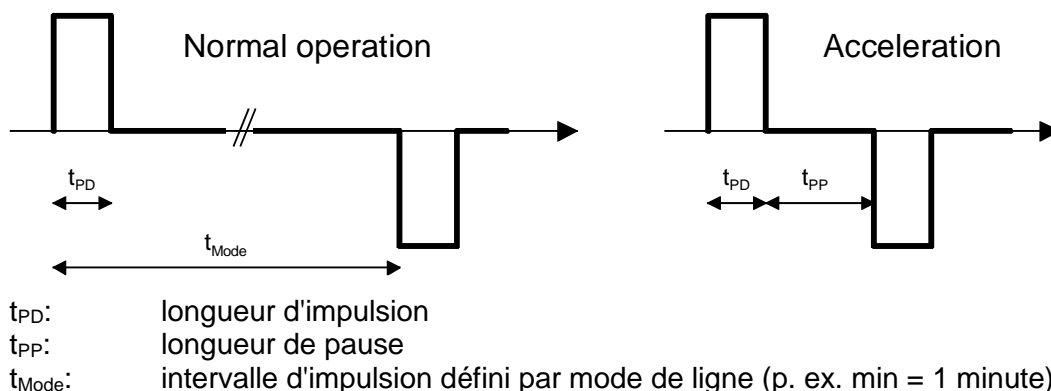 Normal operation
Acceleration
tPD
tPD
tPP
tMode
tPD: longueur d'impulsion
tPP: longueur de pause
tMode: intervalle d'impulsion défini par mode de ligne (p. ex. min = 1 minute)